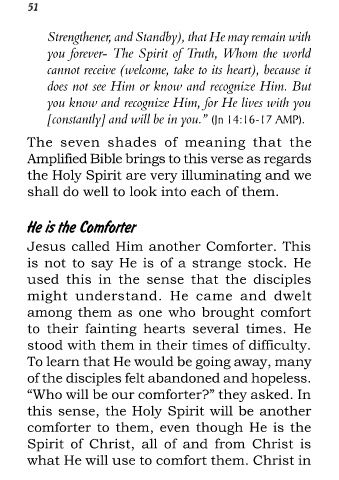 51
Strengthener, and Standby), that He may remain with
you forever- The Spirit of Truth, Whom the world
cannot receive (welcome, take to its heart), because it
does not see Him or know and recognize Him. But
you know and recognize Him, for He lives with you
[constantly] and will be in you.” (Jn 14:16-17 AMP).
The seven shades of meaning that the
Amplified Bible brings to this verse as regards
the Holy Spirit are very illuminating and we
shall do well to look into each of them.
He is the Comforter
Jesus called Him another Comforter. This
is not to say He is of a strange stock. He
used this in the sense that the disciples
might understand. He came and dwelt
among them as one who brought comfort
to their fainting hearts several times. He
stood with them in their times of difficulty.
To learn that He would be going away, many
of the disciples felt abandoned and hopeless.
“Who will be our comforter?” they asked. In
this sense, the Holy Spirit will be another
comforter to them, even though He is the
Spirit of Christ, all of and from Christ is
what He will use to comfort them. Christ in